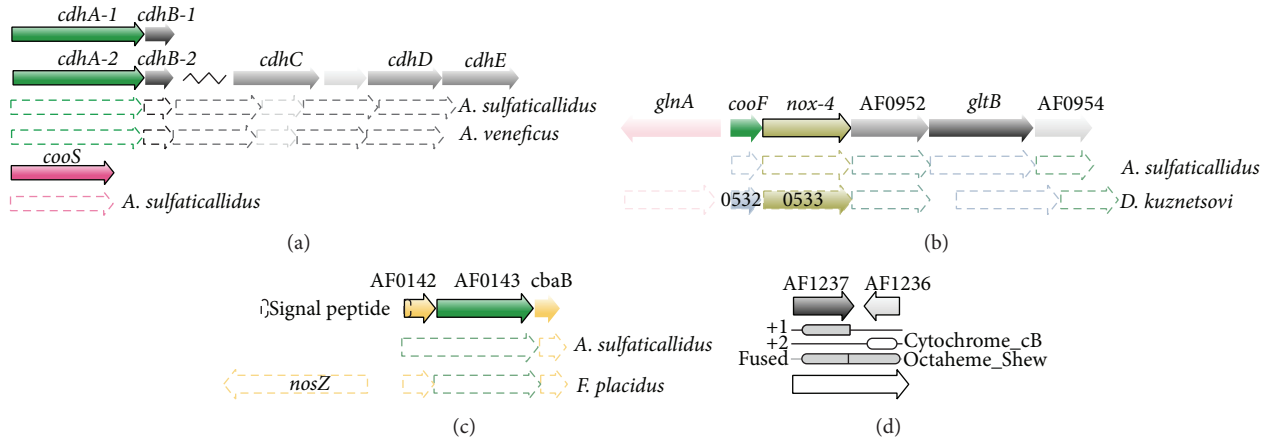 cdhA-1 cdhB-1
cdhA-2 cdhB-2 cdhC cdhD cdhE
A. sulfaticallidus
A. veneficus
cooS
A. sulfaticallidus
(a)
glnA cooF nox-4 AF0952 gltB AF0954
A. sulfaticallidus
0532 0533 D. kuznetsovi
(b)
AF0142 AF0143 cbaB
Signal peptide
A. sulfaticallidus
nosZ F. placidus
(c)
AF1237 AF1236
+1
+2 Cytochrome_cB
Fused Octaheme_Shew
(d)